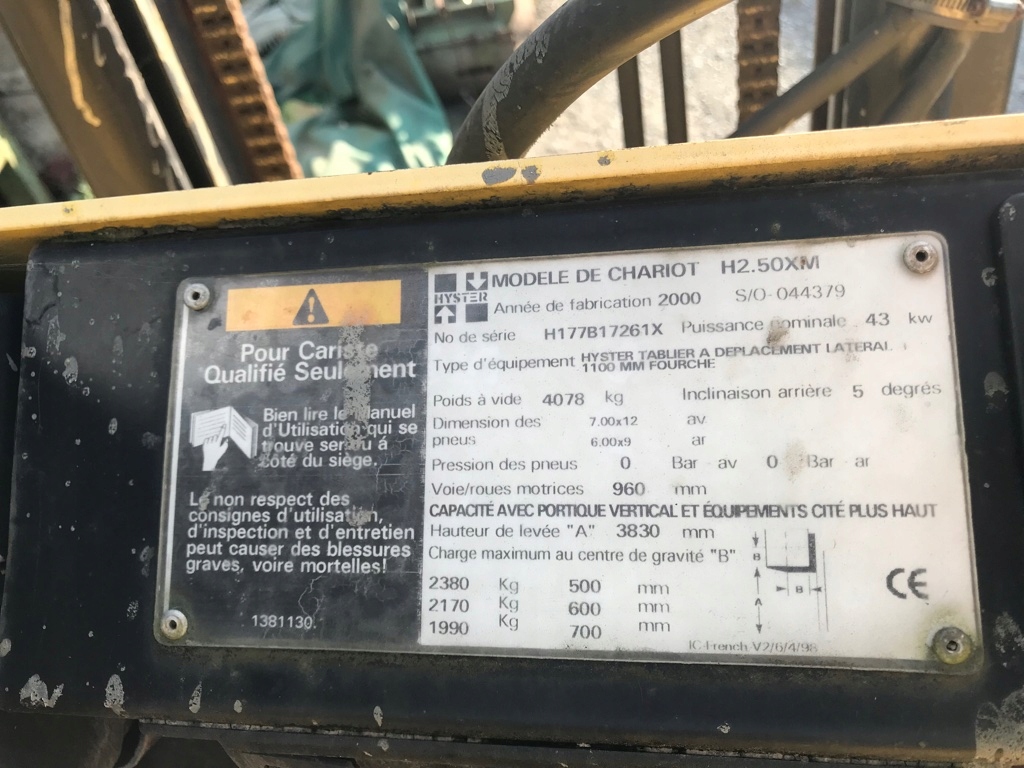 Pour Cariste
Qualifié Seulement
Bien lire le Manuel
d'Utilisation qui se
trouve à
côté du siège.
Le non respect des
consignes d'utilisation,
d'inspection et d'entretien
peut causer des blessures
graves, voire mortelles!
1381130.
HYSTER
MODELE DE CHARIOT H2.50XM
Année de fabrication 2000 S/O-044379
No de série H177B17261X Puissance nominale 43 kw
Type d'équipement HYSTER TABLIER A DEPLACEMENT LATERAL
1100 MM FOURCHE
Poids à vide 4078 kg Inclinaison arrière 5 degrés
Dimension des 7.00x12 av
pneus 6.00x9 ar
Pression des pneus 0 Bar av 0 Bar ar
Voie/roues motrices 960 mm
CAPACITÉ AVEC PORTIQUE VERTICAL ET ÉQUIPEMENTS CITÉ PLUS HAUT
Hauteur de levée "A" 3830 mm
Charge maximum au centre de gravité "B"
2380 Kg 500 mm
2170 Kg 600 mm
1990 Kg 700 mm
B
B
A
CE
IC-French-V2/6/4/98